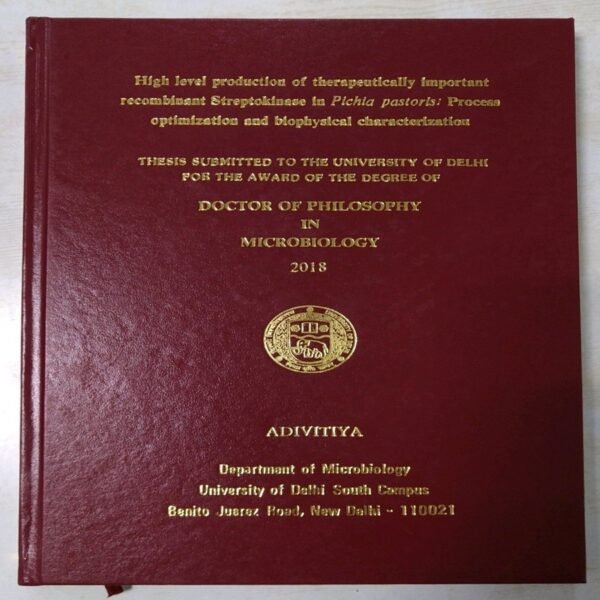 High level production of therapeutically important
recombinant Streptokinase in Pichia pastoris: Process
optimization and biophysical characterization
THESIS SUBMITTED TO THE UNIVERSITY OF DELHI
FOR THE AWARD OF THE DEGREE OF
DOCTOR OF PHILOSOPHY
IN
MICROBIOLOGY
2018
ADIVITIYA
Department of Microbiology
University of Delhi South Campus
Benito Juarez Road, New Delhi - 110021